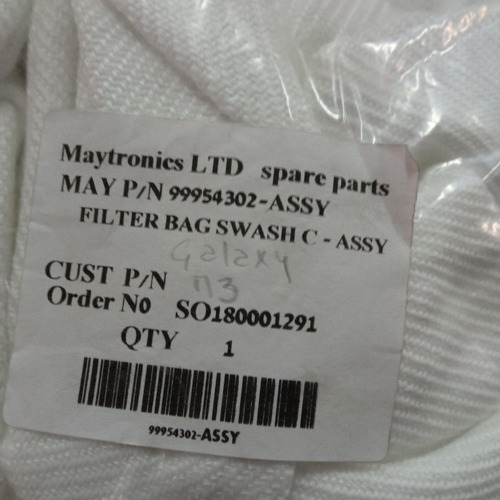 Maytronics LTD spare parts
MAY P/N 99954302-ASSY
FILTER BAG SWASH C - ASSY
Galaxy
CUST P/N
Order N0 SO180001291
QTY 1
99954302-ASSY